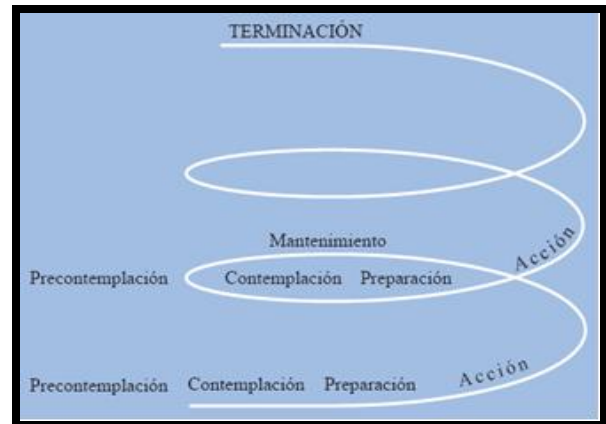 TERMINACIÓN
Mantenimiento
Acción
Precontemplación Contemplación Preparación
Precontemplación Contemplación Preparación Acción